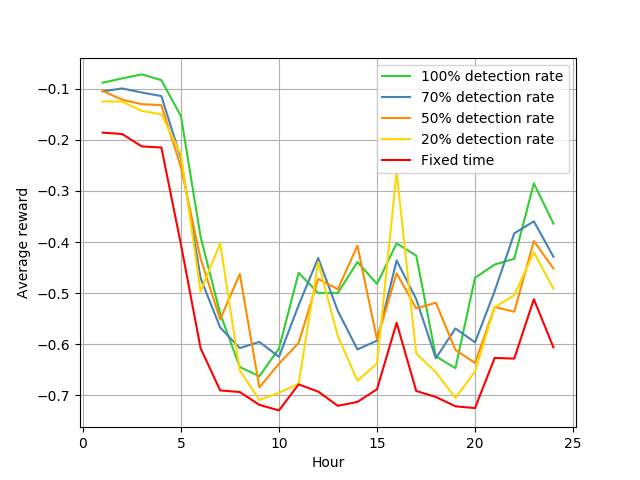 100% detection rate
70% detection rate
50% detection rate
20% detection rate
Fixed time
−0.1
−0.2
−0.3
−0.4
−0.5
−0.6
−0.7
Average reward
0 5 10 15 20 25
Hour